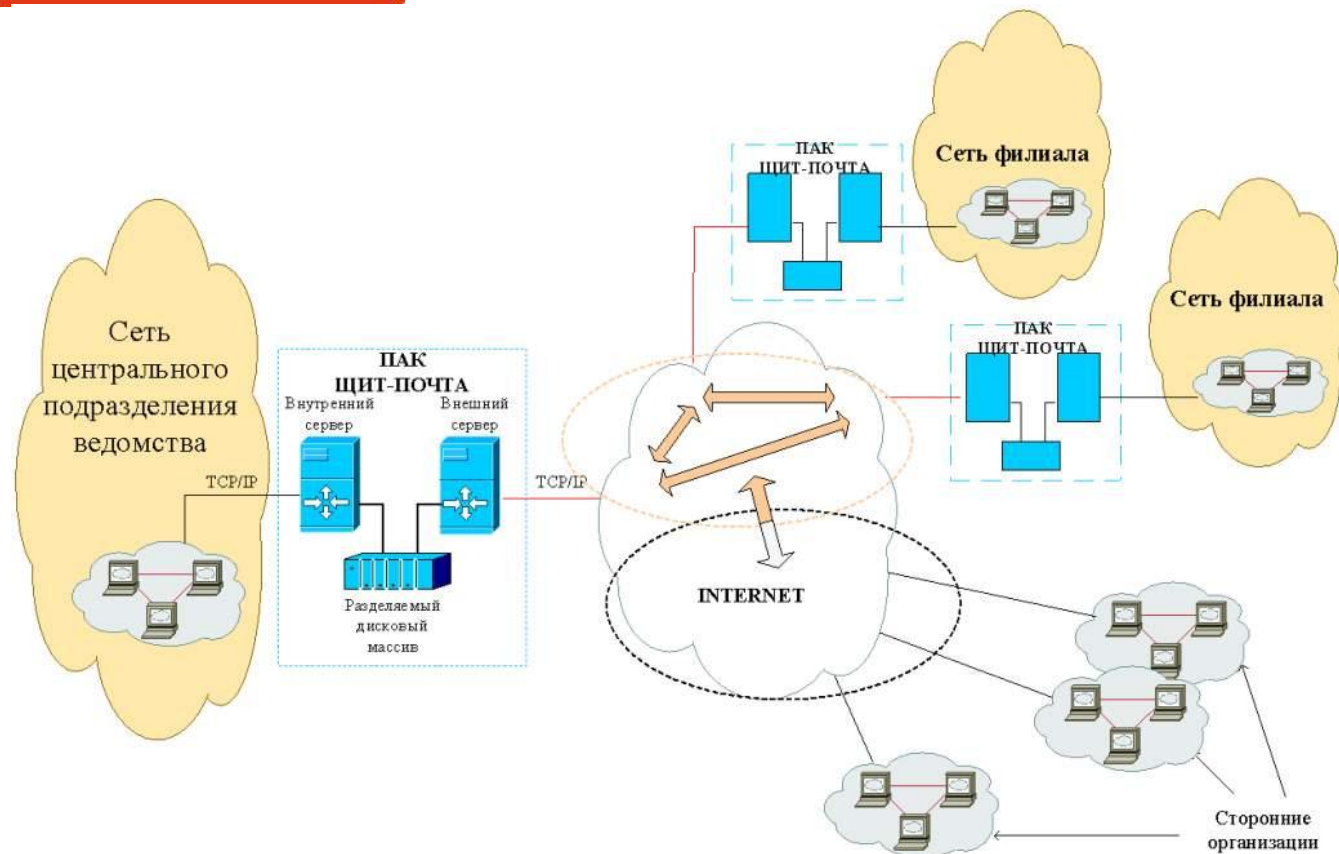 ПАК
ЩИТ-ПОЧТА
Сеть филиала
Сеть филиала
ПАК
ЩИТ-ПОЧТА
Сеть
центрального
подразделения
ведомства
ПАК
ЩИТ-ПОЧТА
Внутренний
сервер
Внешний
сервер
TCP/IP
TCP/IP
Разделяемый
дисковый
массив
INTERNET
Сторонние
организации